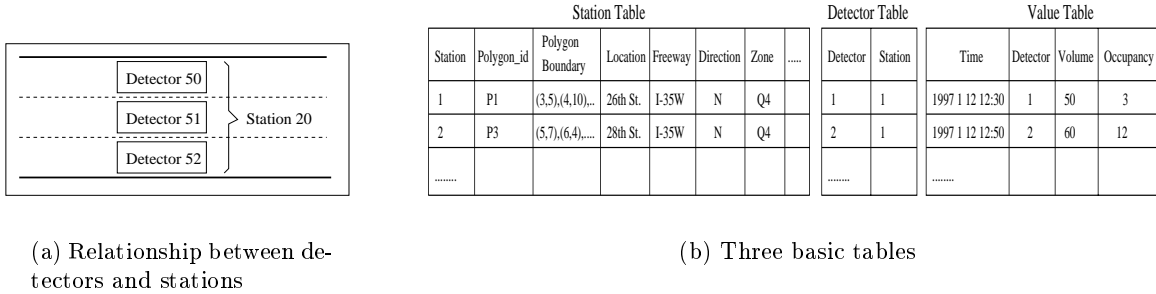 Detector 50
Detector 51
Detector 52
Station 20
(a) Relationship between de-
tectors and stations
Station Table
Station Polygon_id Polygon Boundary Location Freeway Direction Zone .....
1 P1 (3,5),(4,10),.. 26th St. I-35W N Q4
2 P3 (5,7),(6,4),.... 28th St. I-35W N Q4
........
Detector Table
Detector Station
1 1
2 1
........
Value Table
Time Detector Volume Occupancy
1997 1 12 12:30 1 50 3
1997 1 12 12:50 2 60 12
........
(b) Three basic tables